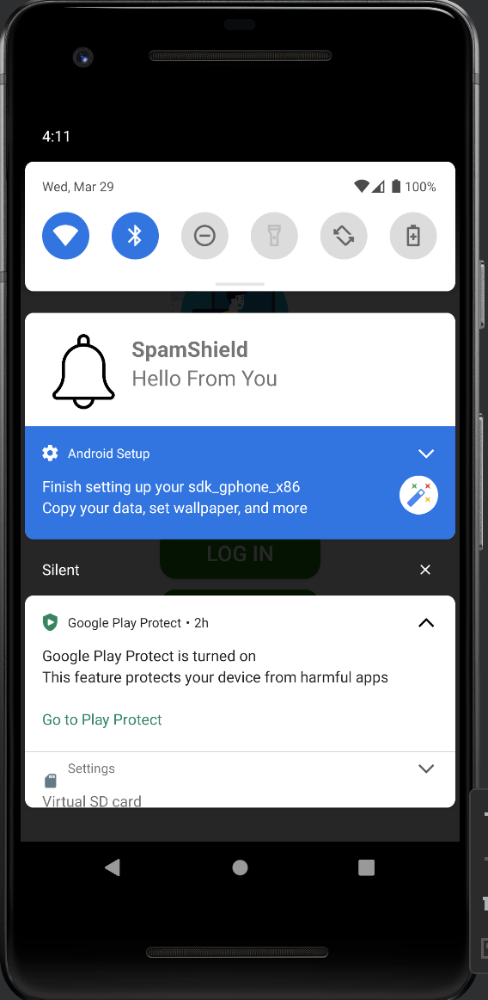 4:11
Wed, Mar 29
100%
SpamShield
Hello From You
Android Setup
Finish setting up your sdk_gphone_x86
Copy your data, set wallpaper, and more
LOG IN
Silent
Google Play Protect • 2h
Google Play Protect is turned on
This feature protects your device from harmful apps
Go to Play Protect
Settings
Virtual SD card